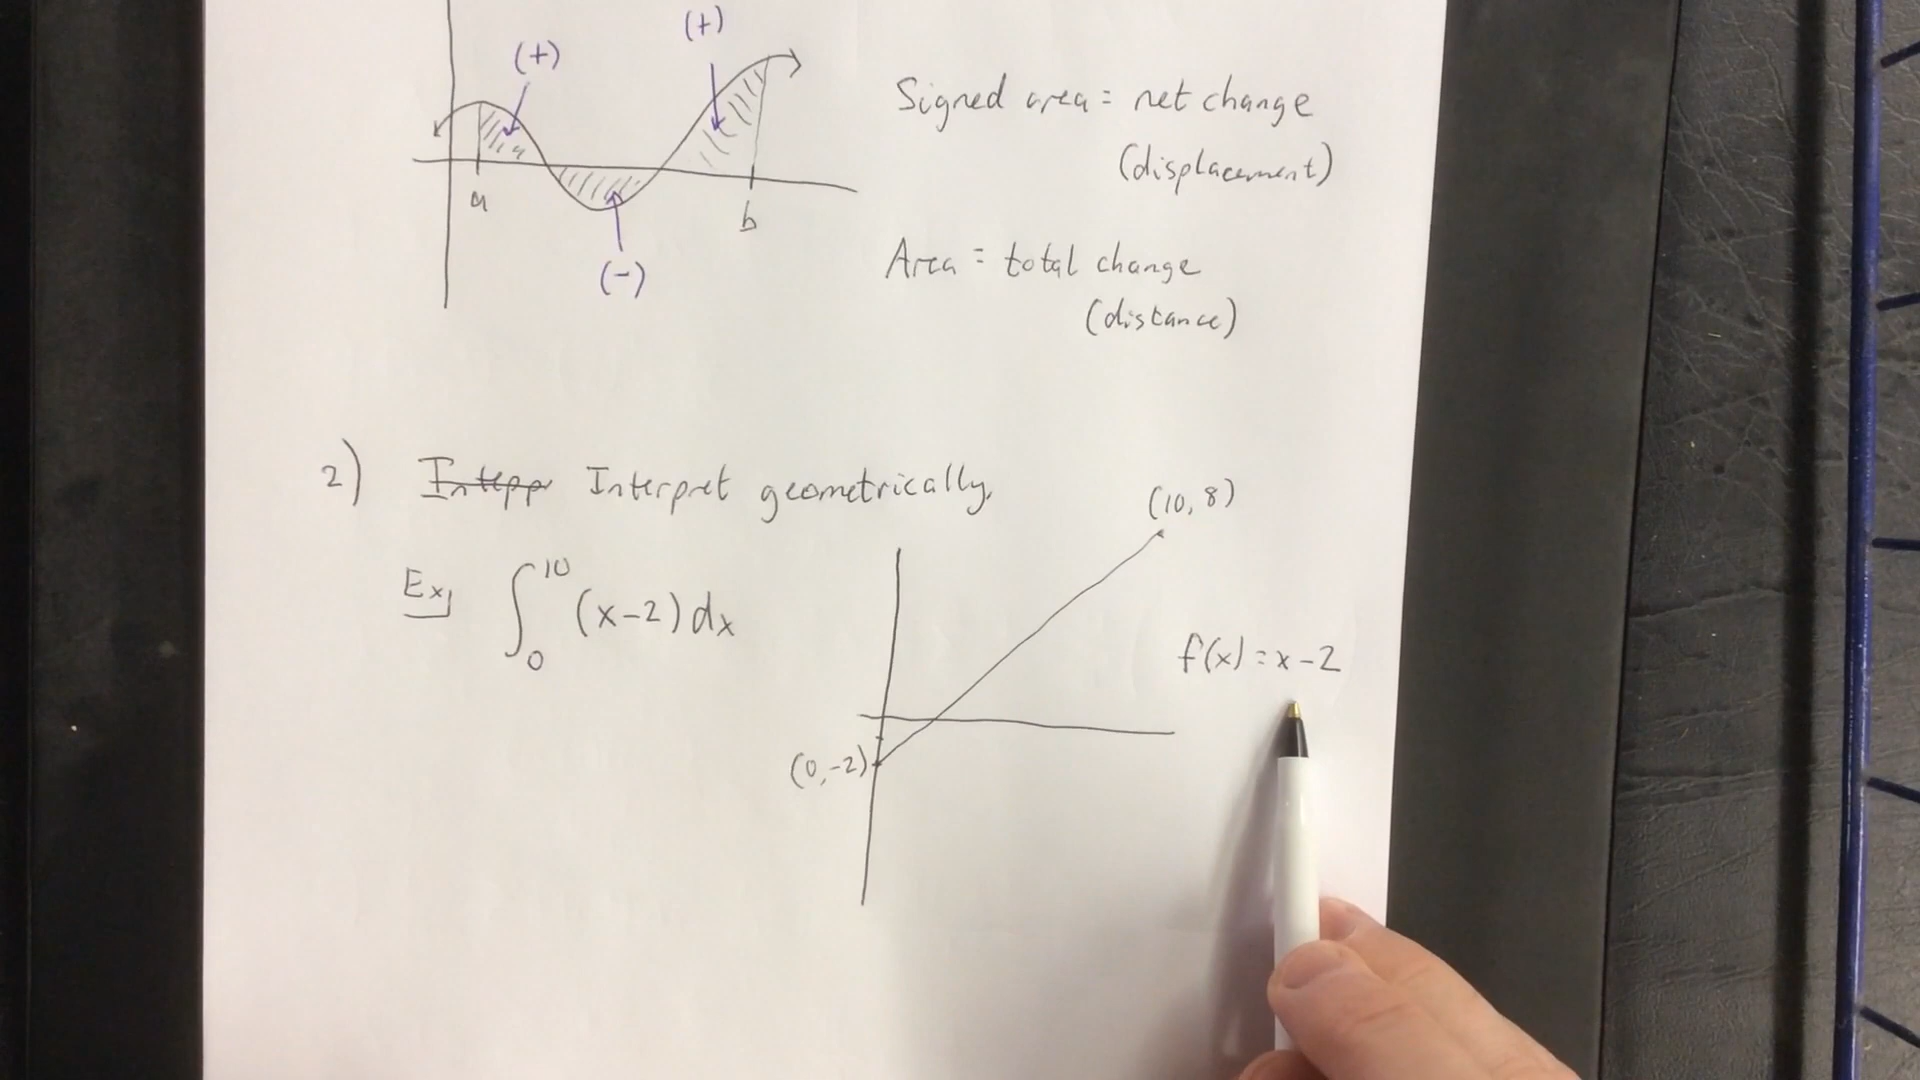 (+)
(+)
a
b
(-)
Signed area = net change
(displacement)
Area = total change
(distance)
2) Intepr Interpret geometrically.
Ex] ∫₀¹⁰ (x-2) dx
(10, 8)
f(x) = x - 2
(0,-2)